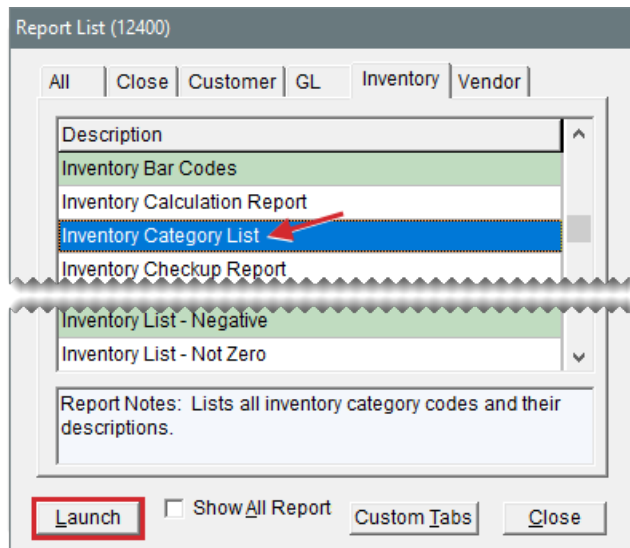 Report List (12400)
All Close Customer GL Inventory Vendor
Description
Inventory Bar Codes
Inventory Calculation Report
Inventory Category List
Inventory Checkup Report
Inventory List - Negative
Inventory List - Not Zero
Report Notes: Lists all inventory category codes and their
descriptions.
Launch Show All Report Custom Tabs Close